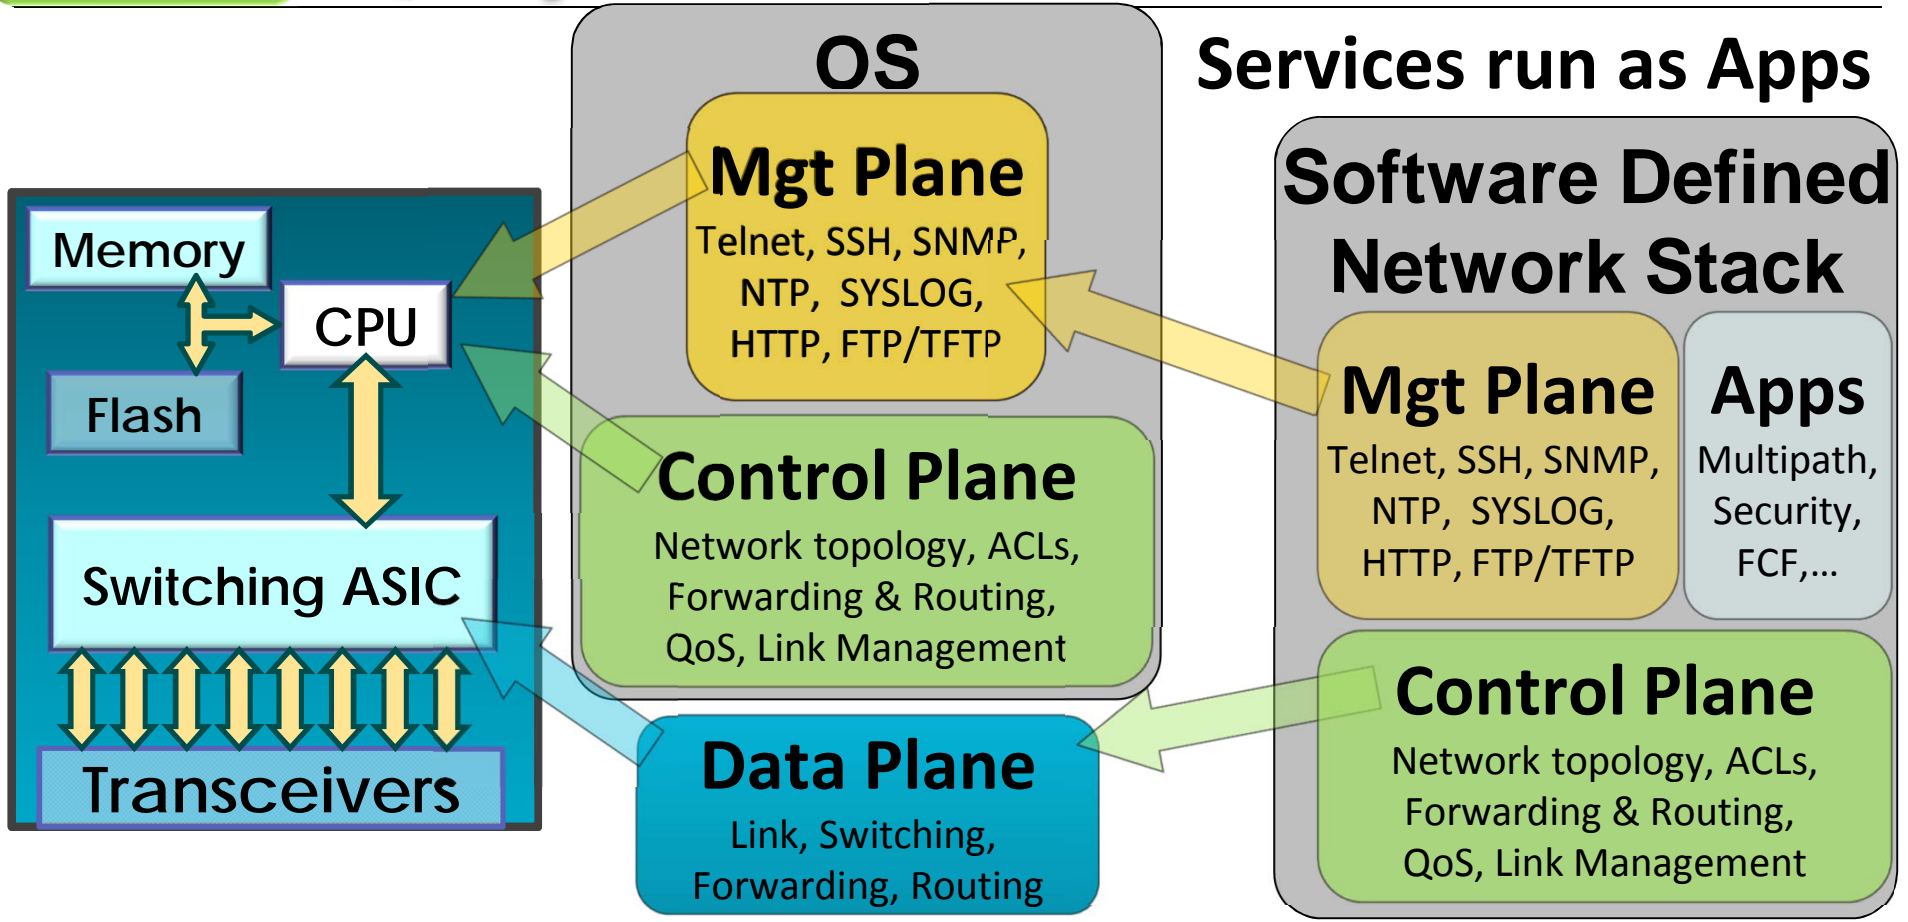 OS
Services run as Apps
Mgt Plane
Telnet, SSH, SNMP,
NTP, SYSLOG,
HTTP, FTP/TFTP
Control Plane
Network topology, ACLs,
Forwarding & Routing,
QoS, Link Management
Data Plane
Link, Switching,
Forwarding, Routing
Memory
CPU
Flash
Switching ASIC
Transceivers
Software Defined
Network Stack
Mgt Plane
Telnet, SSH, SNMP,
NTP, SYSLOG,
HTTP, FTP/TFTP
Apps
Multipath,
Security,
FCF,...
Control Plane
Network topology, ACLs,
Forwarding & Routing,
QoS, Link Management